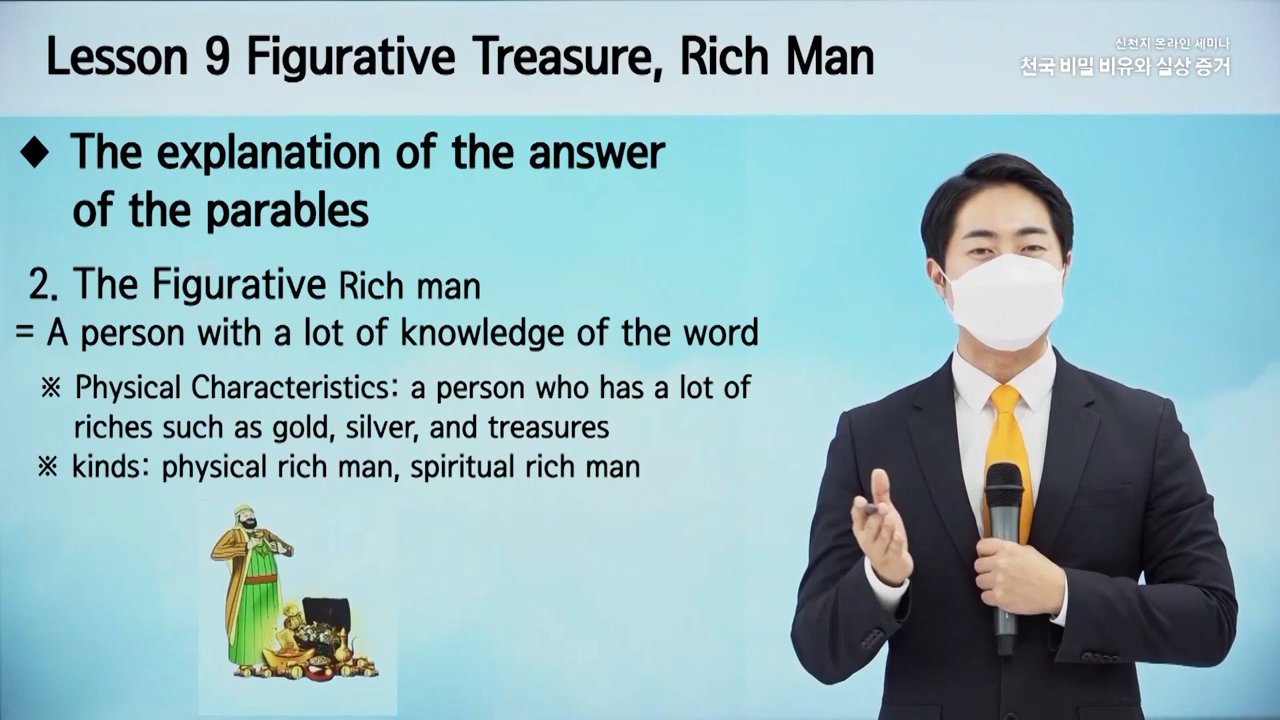 Lesson 9 Figurative Treasure, Rich Man
신천지 온라인 세미나
천국 비밀 비유와 실상 증거
◆ The explanation of the answer
of the parables
2. The Figurative Rich man
= A person with a lot of knowledge of the word
※ Physical Characteristics: a person who has a lot of
riches such as gold, silver, and treasures
※ kinds: physical rich man, spiritual rich man